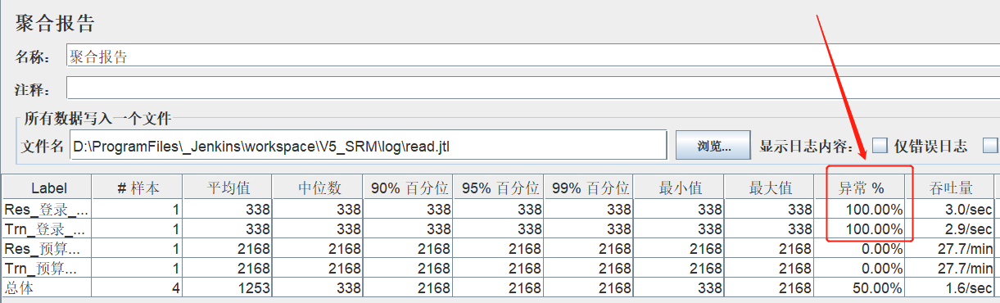 聚合报告
名称： 聚合报告
注释：
所有数据写入一个文件
文件名 D:\ProgramFiles\_Jenkins\workspace\V5_SRM\log\read.jtl 浏览... 显示日志内容： 仅错误日志
Label # 样本 平均值 中位数 90% 百分位 95% 百分位 99% 百分位 最小值 最大值 异常 % 吞吐量
Res_登录_... 1 338 338 338 338 338 338 338 100.00% 3.0/sec
Trn_登录_... 1 338 338 338 338 338 338 338 100.00% 2.9/sec
Res_预算... 1 2168 2168 2168 2168 2168 2168 2168 0.00% 27.7/min
Trn_预算... 1 2168 2168 2168 2168 2168 2168 2168 0.00% 27.7/min
总体 4 1253 338 2168 2168 2168 338 2168 50.00% 1.6/sec